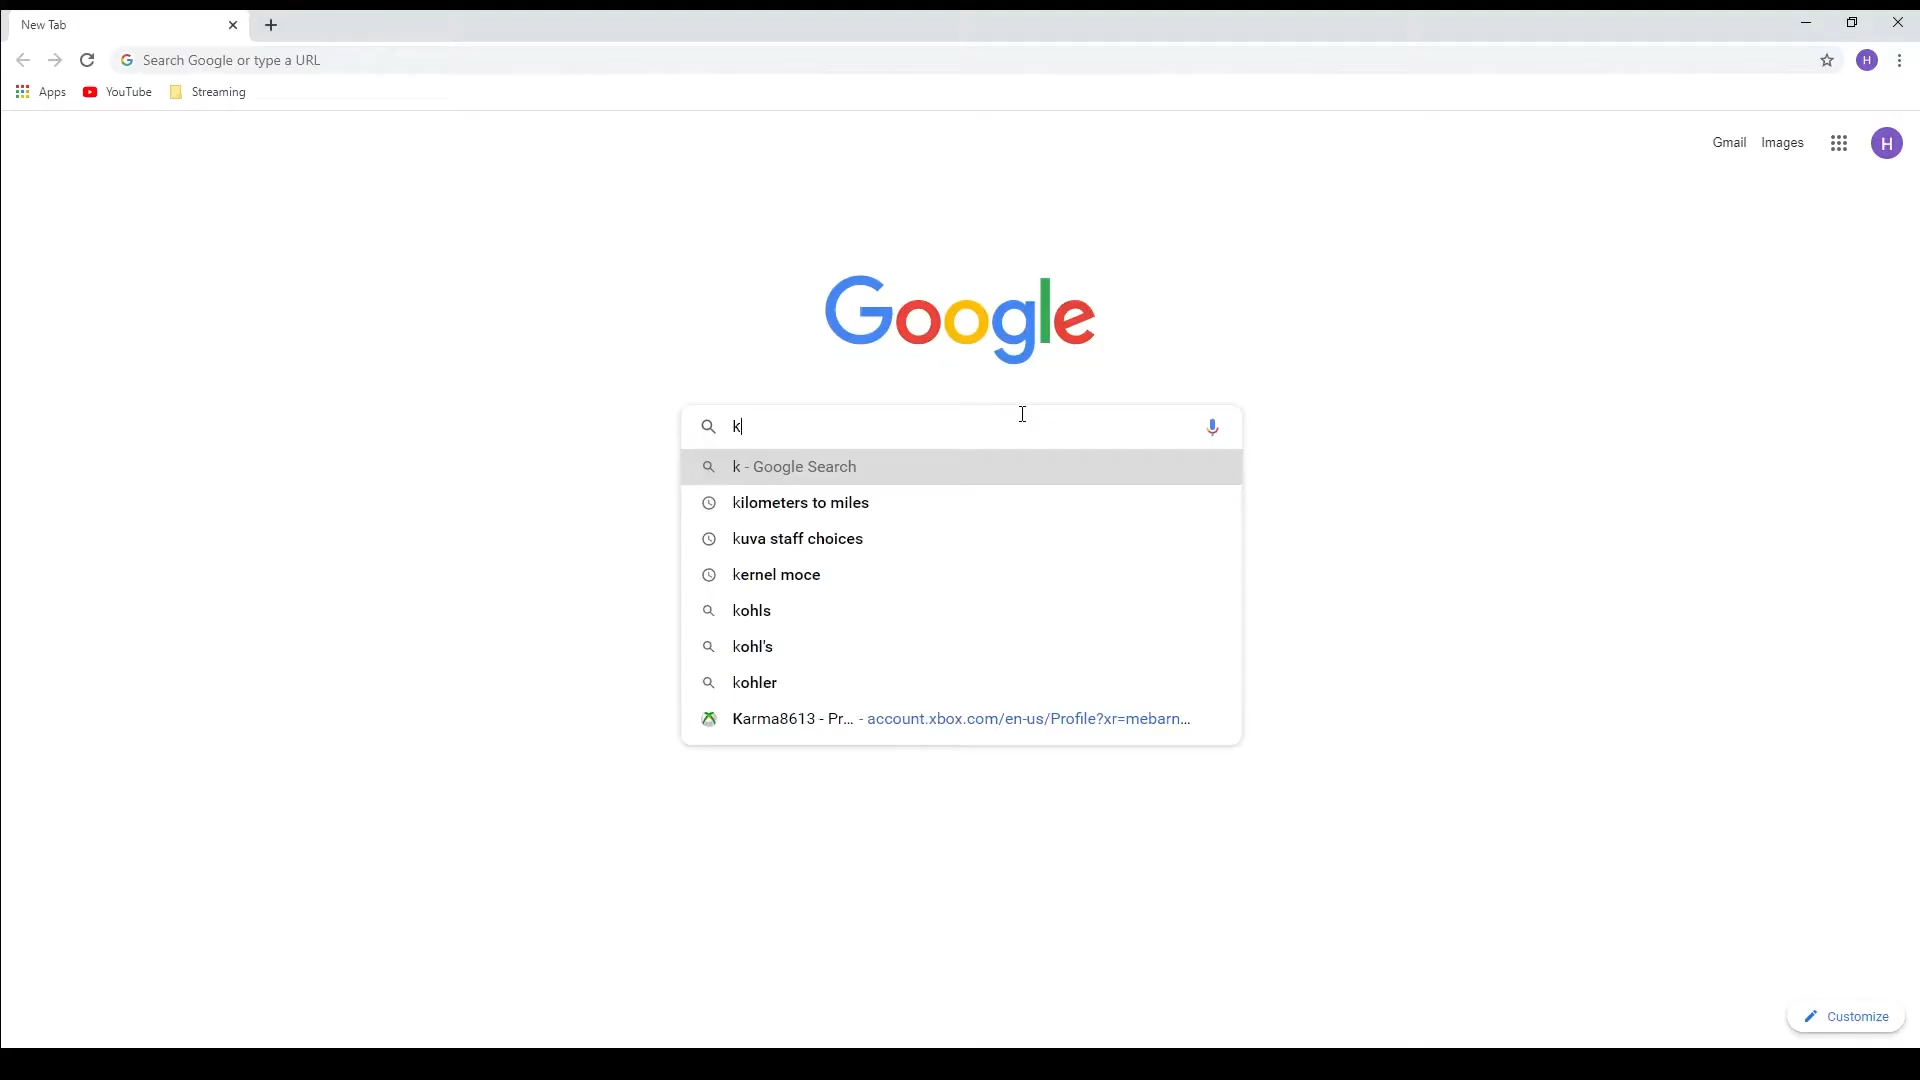 New Tab
Search Google or type a URL
H
Apps YouTube Streaming
Gmail Images H
Google
k
k - Google Search
kilometers to miles
kuva staff choices
kernel moce
kohls
kohl's
kohler
Karma8613 - Pr... - account.xbox.com/en-us/Profile?xr=mebarn...
Customize